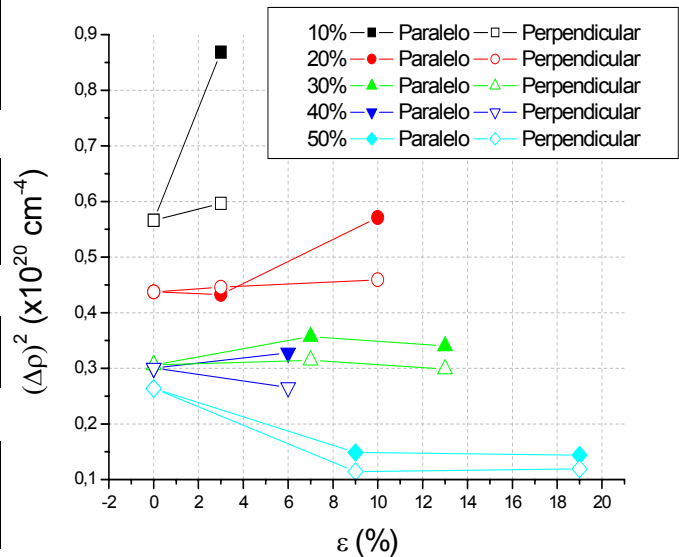 10% Paralelo Perpendicular
20% Paralelo Perpendicular
30% Paralelo Perpendicular
40% Paralelo Perpendicular
50% Paralelo Perpendicular
0,9
0,8
0,7
0,6
0,5
0,4
0,3
0,2
0,1
(Δρ)² (x10²⁰ cm⁻⁴)
-2 0 2 4 6 8 10 12 14 16 18 20
ε (%)